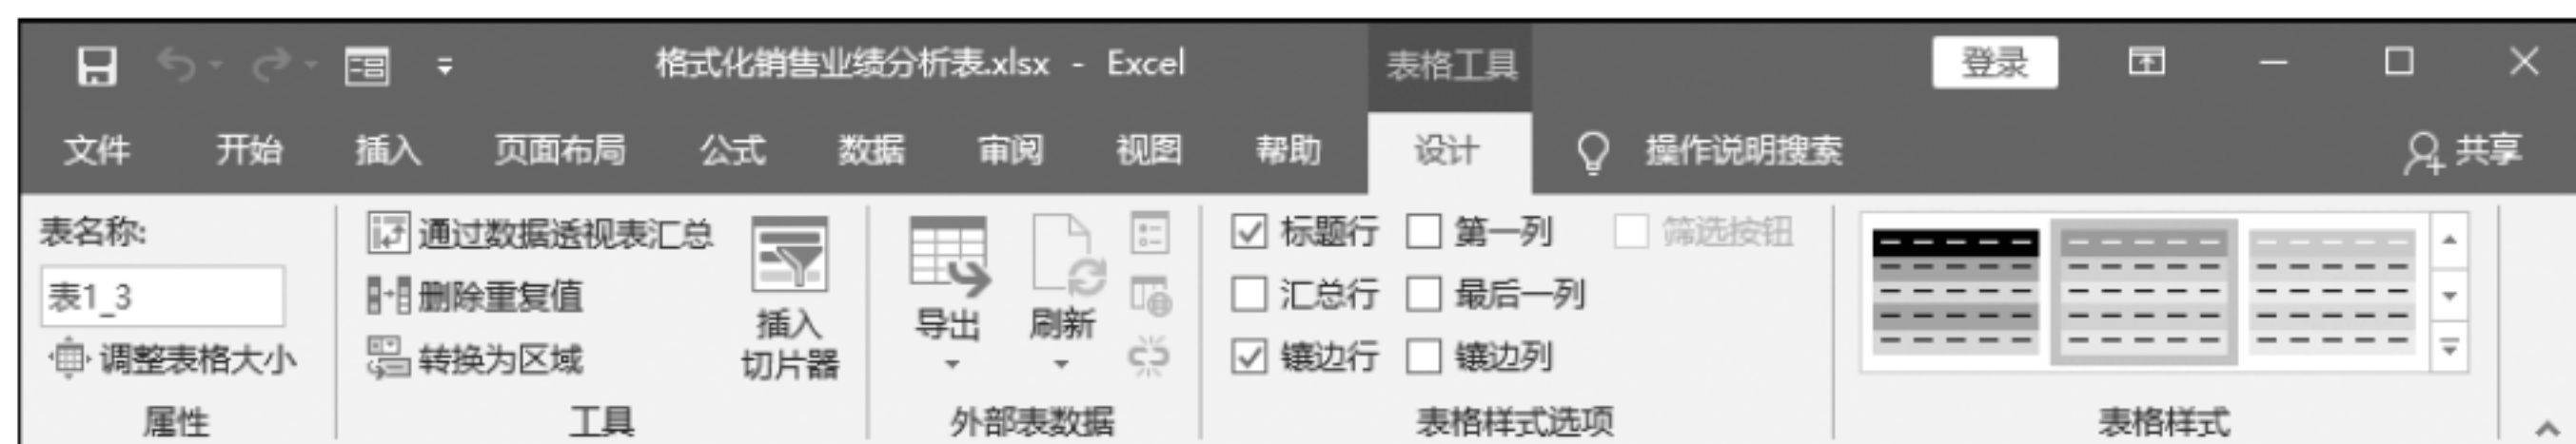 格式化销售业绩分析表.xlsx - Excel 表格工具 登录
文件 开始 插入 页面布局 公式 数据 审阅 视图 帮助 设计 操作说明搜索 共享
表名称:
表1_3
调整表格大小
属性
通过数据透视表汇总
删除重复值
转换为区域
插入
切片器
工具
导出
刷新
外部表数据
标题行 第一列 筛选按钮
汇总行 最后一列
镶边行 镶边列
表格样式选项
表格样式